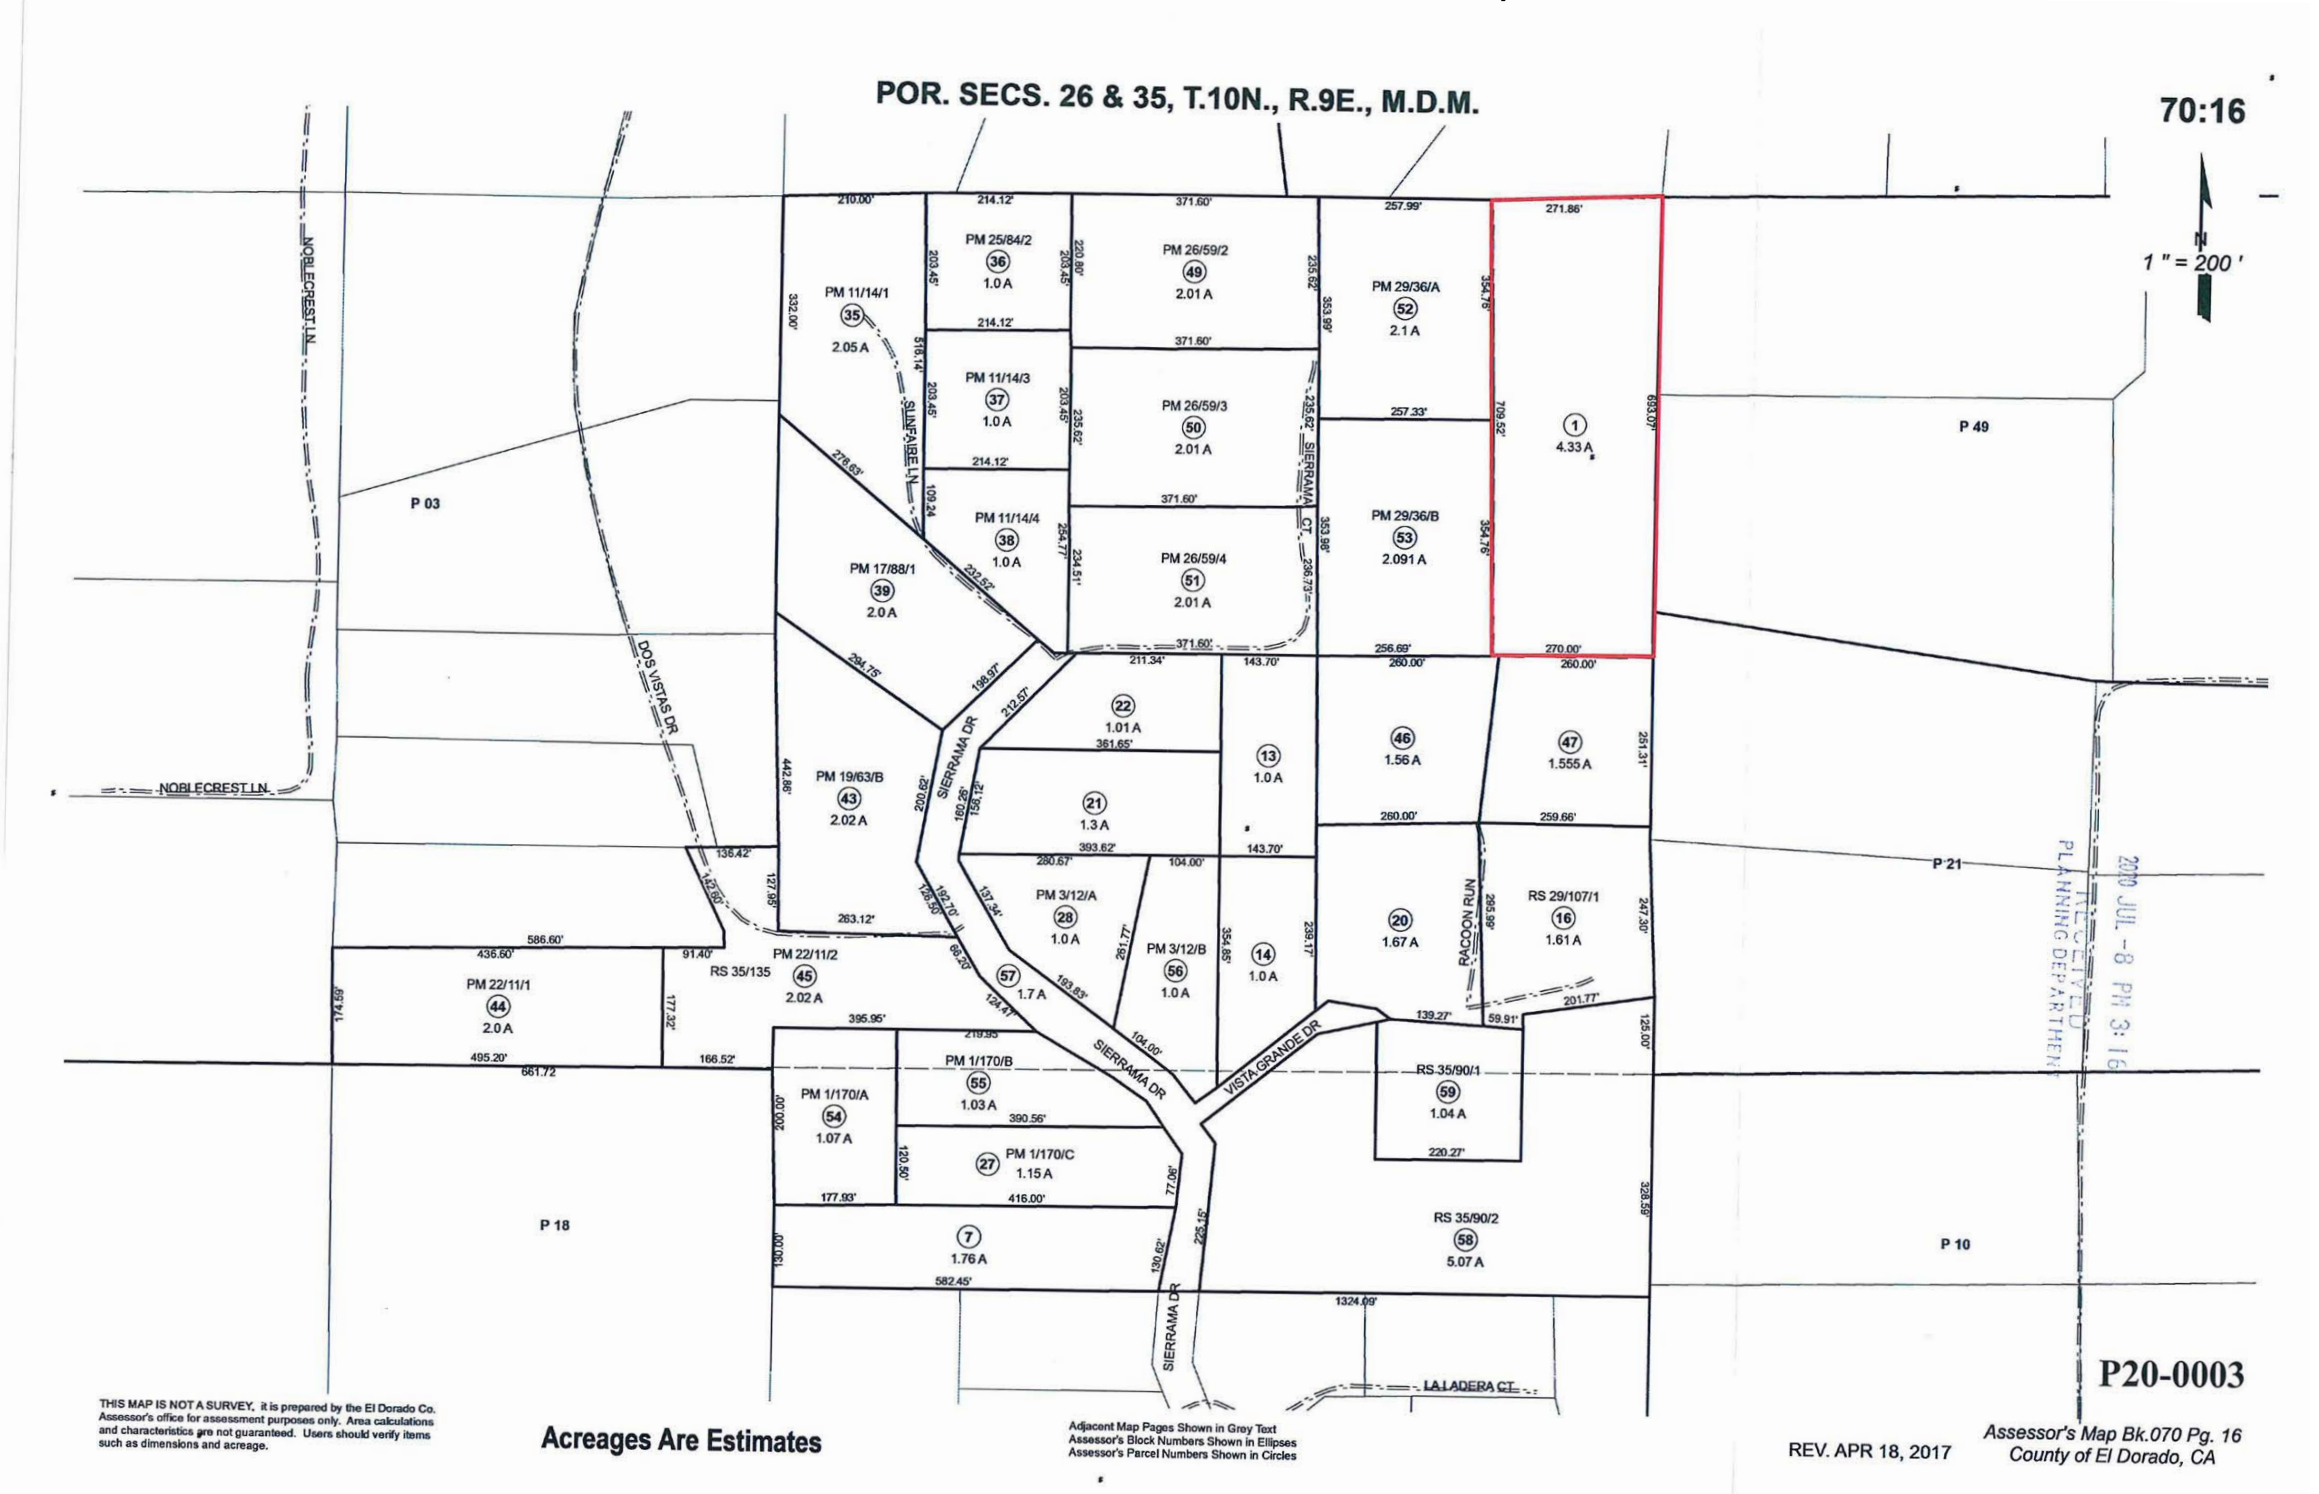 POR. SECS. 26 & 35, T.10N., R.9E., M.D.M.
70:16
N
1 " = 200 '
NOBLECREST LN
DOS VISTAS DR
NOBLECREST LN
P 03
210.00'
214.12'
371.60'
257.99'
271.86'
332.00'
PM 11/14/1
35
2.05 A
516.14'
SUNFAIRE LN
203.45'
PM 25/84/2
36
1.0 A
203.45'
220.80'
214.12'
203.45'
PM 11/14/3
37
1.0 A
203.45'
235.62'
214.12'
109.24
PM 11/14/4
38
1.0 A
254.77'
234.51'
232.52'
PM 26/59/2
49
2.01 A
235.62'
371.60'
PM 26/59/3
50
2.01 A
235.62'
371.60'
SIERRAMA CT
PM 26/59/4
51
2.01 A
236.73'
371.60'
353.99'
PM 29/36/A
52
2.1 A
354.76'
257.33'
353.98'
PM 29/36/B
53
2.091 A
354.76'
256.69'
709.52'
1
4.33 A
693.07'
270.00'
P 49
276.63'
PM 17/88/1
39
2.0 A
294.75'
198.97'
212.57'
211.34'
143.70'
260.00'
260.00'
22
1.01 A
361.65'
13
1.0 A
46
1.56 A
47
1.555 A
251.31'
442.86'
PM 19/63/B
43
2.02 A
200.62'
SIERRAMA DR
160.26'
156.12'
21
1.3 A
393.62'
143.70'
260.00'
259.66'
136.42'
142.60'
127.95'
263.12'
126.50'
192.70'
137.34'
280.67'
104.00'
PM 3/12/A
28
1.0 A
261.77'
PM 3/12/B
56
1.0 A
354.85'
14
1.0 A
239.17'
20
1.67 A
RACOON RUN
295.99'
RS 29/107/1
16
1.61 A
247.30'
201.77'
P 21
586.60'
436.60'
91.40'
RS 35/135
PM 22/11/2
45
2.02 A
66.20'
57
1.7 A
193.83'
124.47'
174.59'
PM 22/11/1
44
2.0 A
177.32'
395.95'
219.95
104.00'
139.27'
59.91'
125.00'
VISTA GRANDE DR
SIERRAMA DR
495.20'
166.52'
661.72
PM 1/170/B
55
1.03 A
390.56'
PM 1/170/A
54
1.07 A
200.00'
120.50'
27
PM 1/170/C
1.15 A
77.06'
177.93'
416.00'
RS 35/90/1
59
1.04 A
220.27'
328.59'
P 18
130.00'
7
1.76 A
130.62'
225.15'
582.45'
RS 35/90/2
58
5.07 A
P 10
1324.09'
SIERRAMA DR
LA LADERA CT
2020 JUL -8 PM 3:16
RECEIVED
PLANNING DEPARTMENT
P20-0003
THIS MAP IS NOT A SURVEY, it is prepared by the El Dorado Co.
Assessor's office for assessment purposes only. Area calculations
and characteristics are not guaranteed. Users should verify items
such as dimensions and acreage.
Acreages Are Estimates
Adjacent Map Pages Shown in Grey Text
Assessor's Block Numbers Shown in Ellipses
Assessor's Parcel Numbers Shown in Circles
REV. APR 18, 2017
Assessor's Map Bk.070 Pg. 16
County of El Dorado, CA